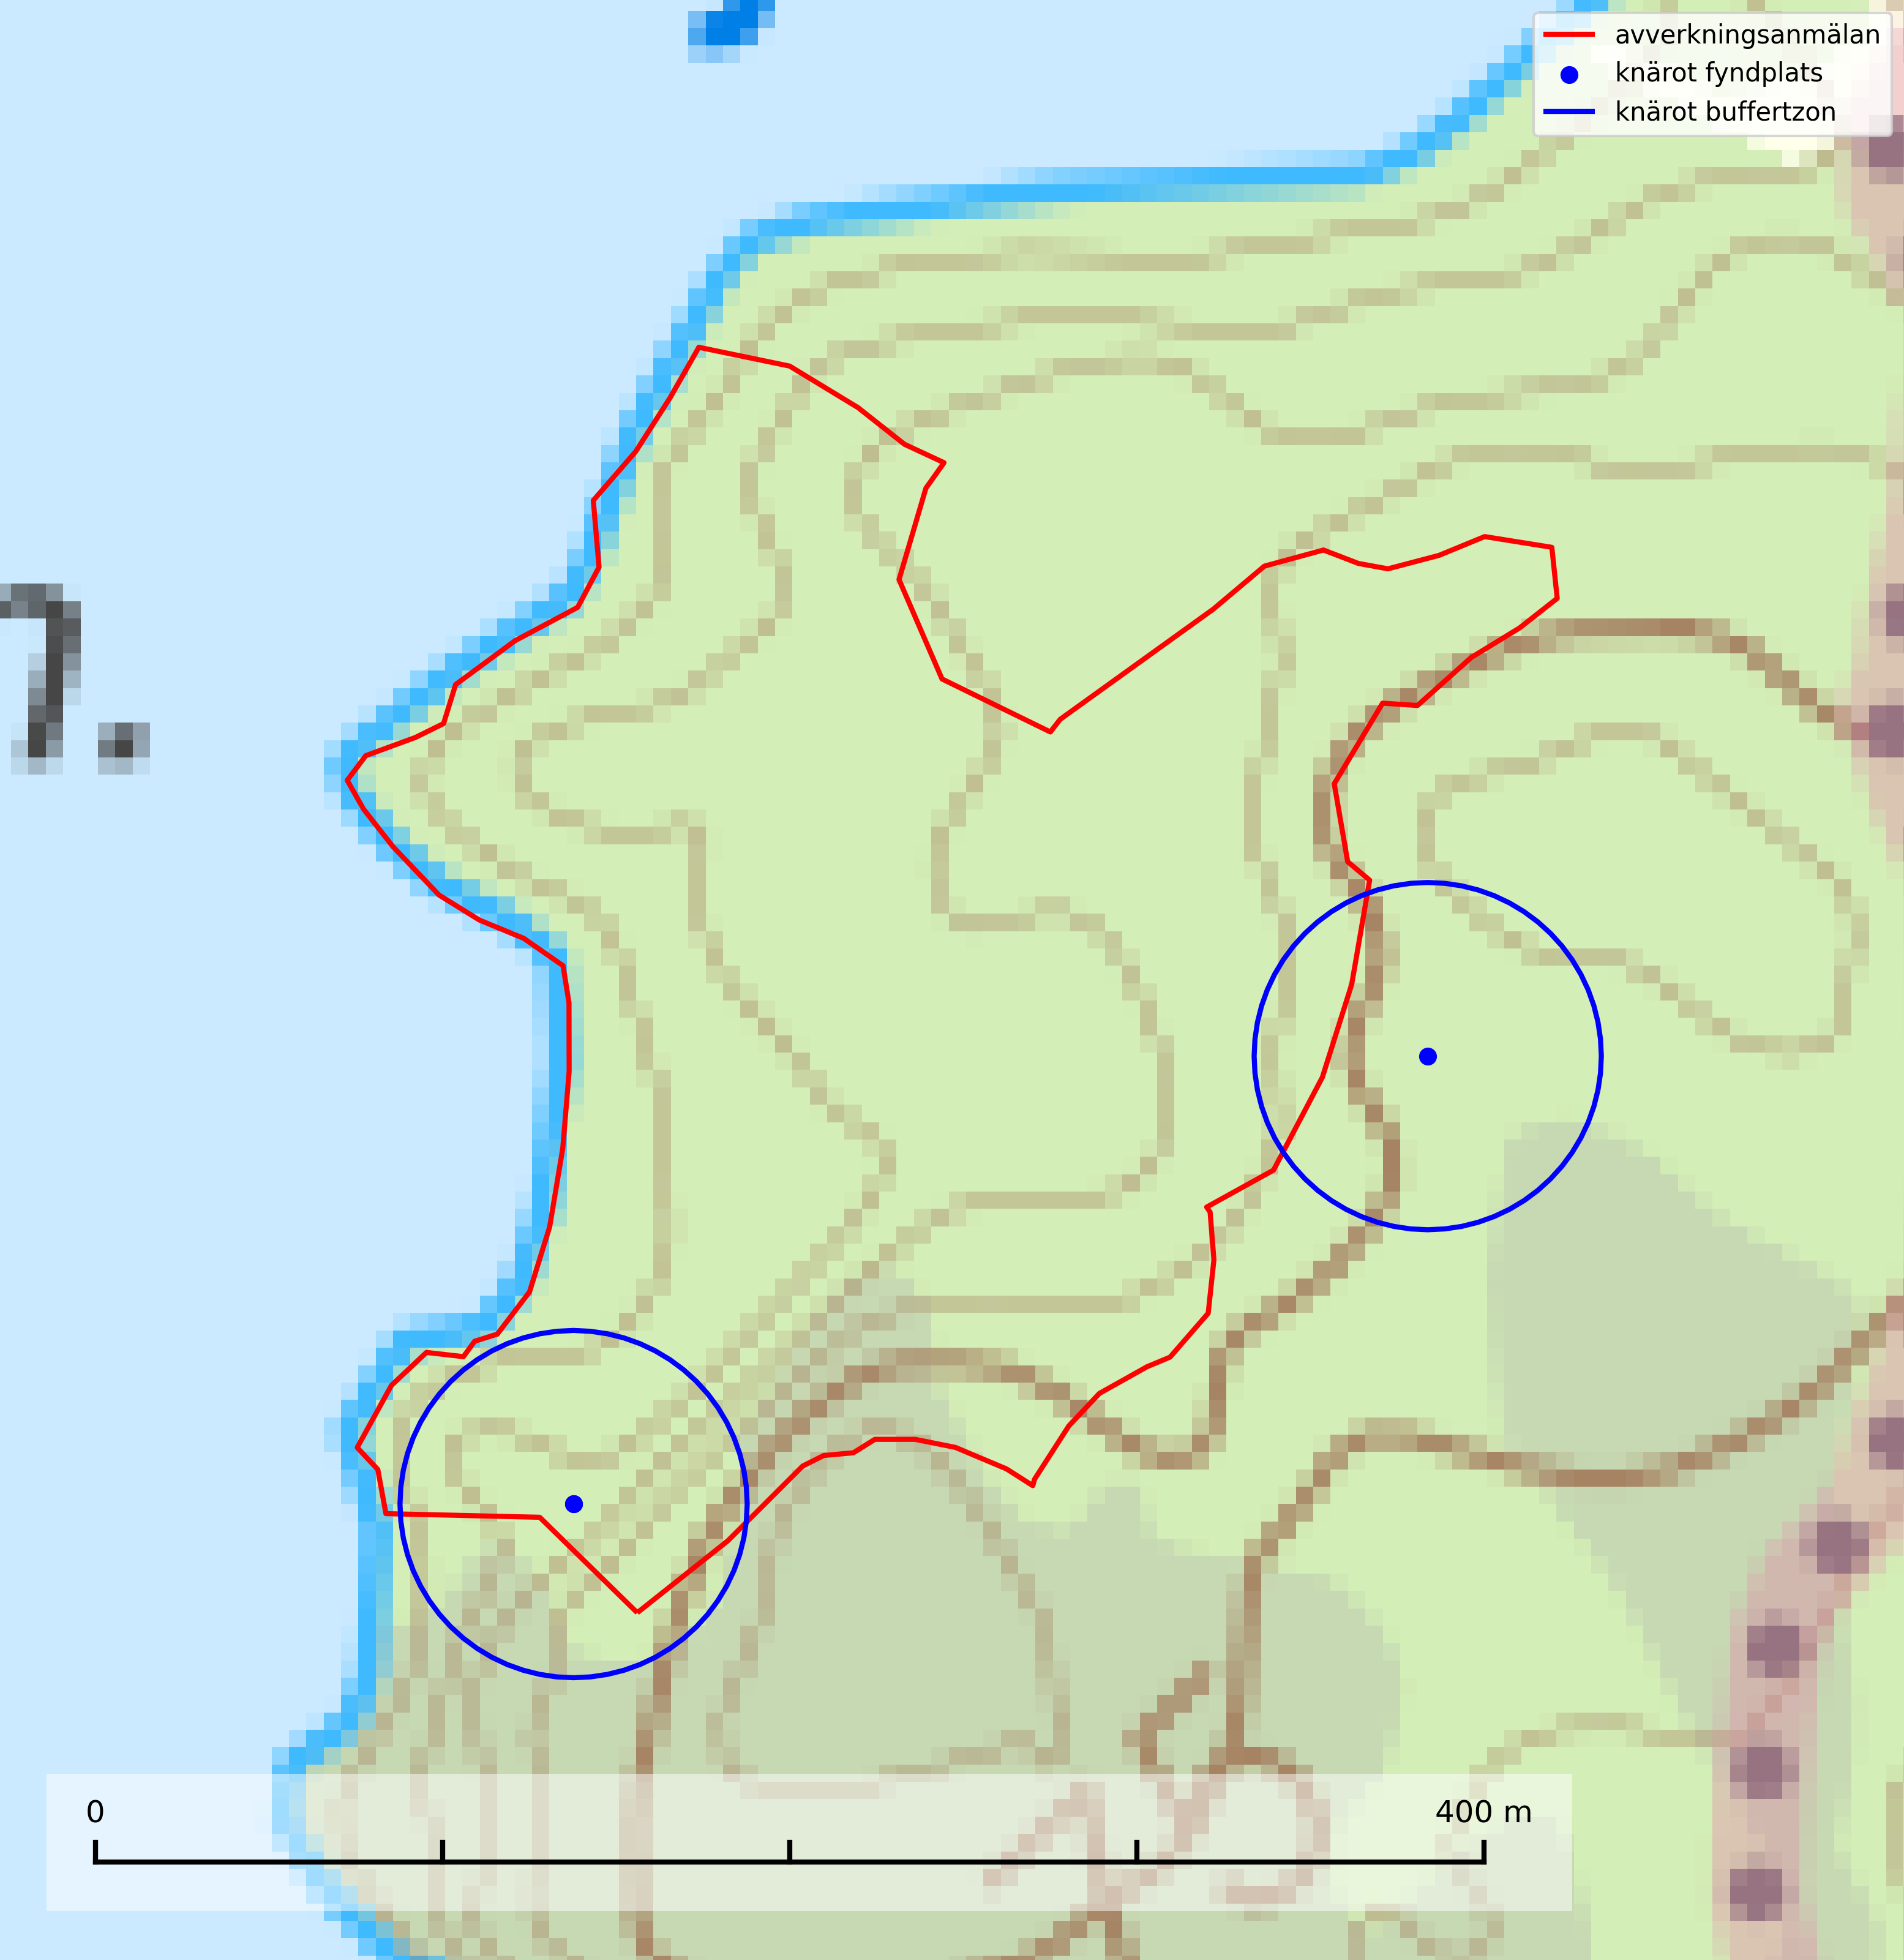 avverkningsanmälan
knärot fyndplats
knärot buffertzon
0
400 m